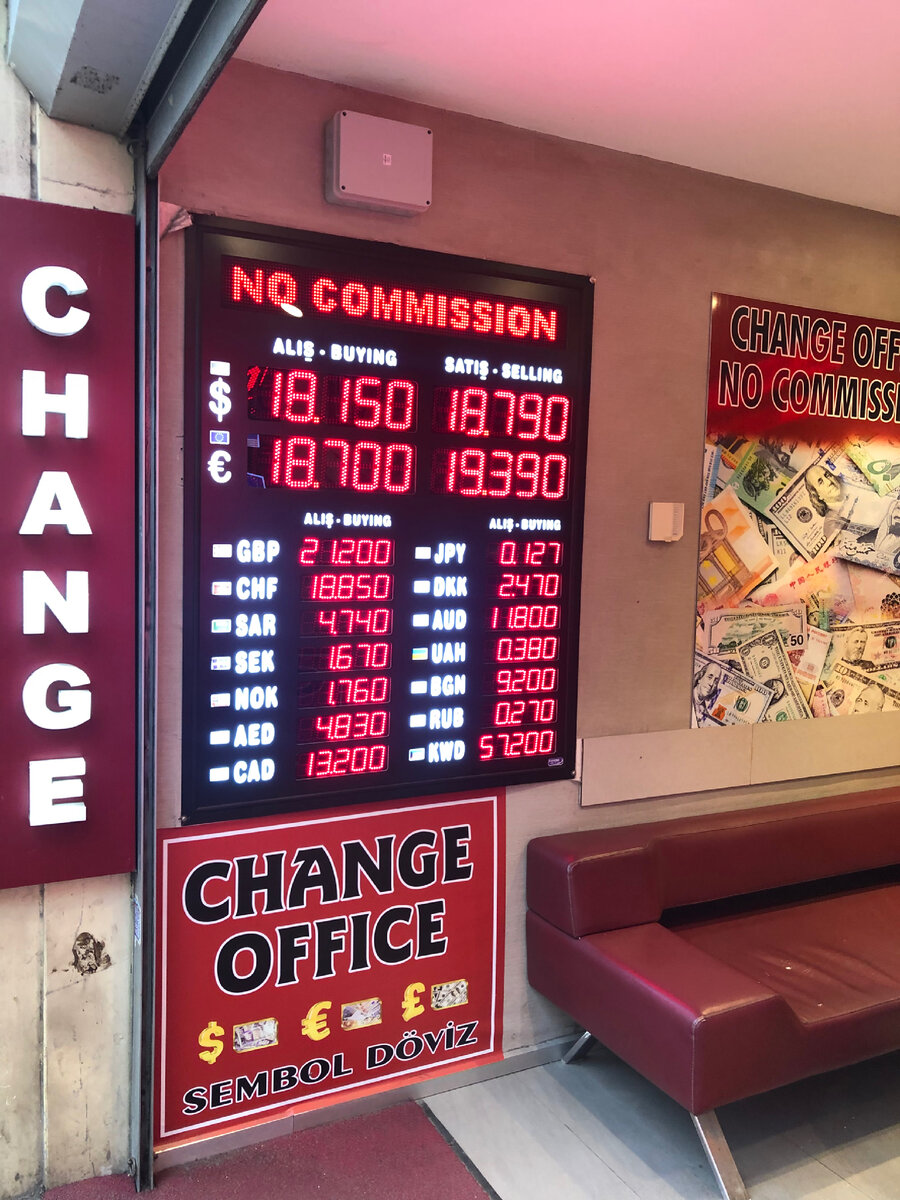 CHANGE
NO COMMISSION
ALIŞ - BUYING
SATIŞ - SELLING
$ 18.150 18.790
€ 18.700 19.390
ALIŞ - BUYING
ALIŞ - BUYING
GBP 21.200 JPY 0.127
CHF 18.850 DKK 2.470
SAR 4.740 AUD 11.800
SEK 1.670 UAH 0.380
NOK 1.760 BGN 9.200
AED 4.830 RUB 0.270
CAD 13.200 KWD 57.200
CHANGE
OFFICE
$ € £
SEMBOL DÖVİZ
CHANGE OFF
NO COMMISSI